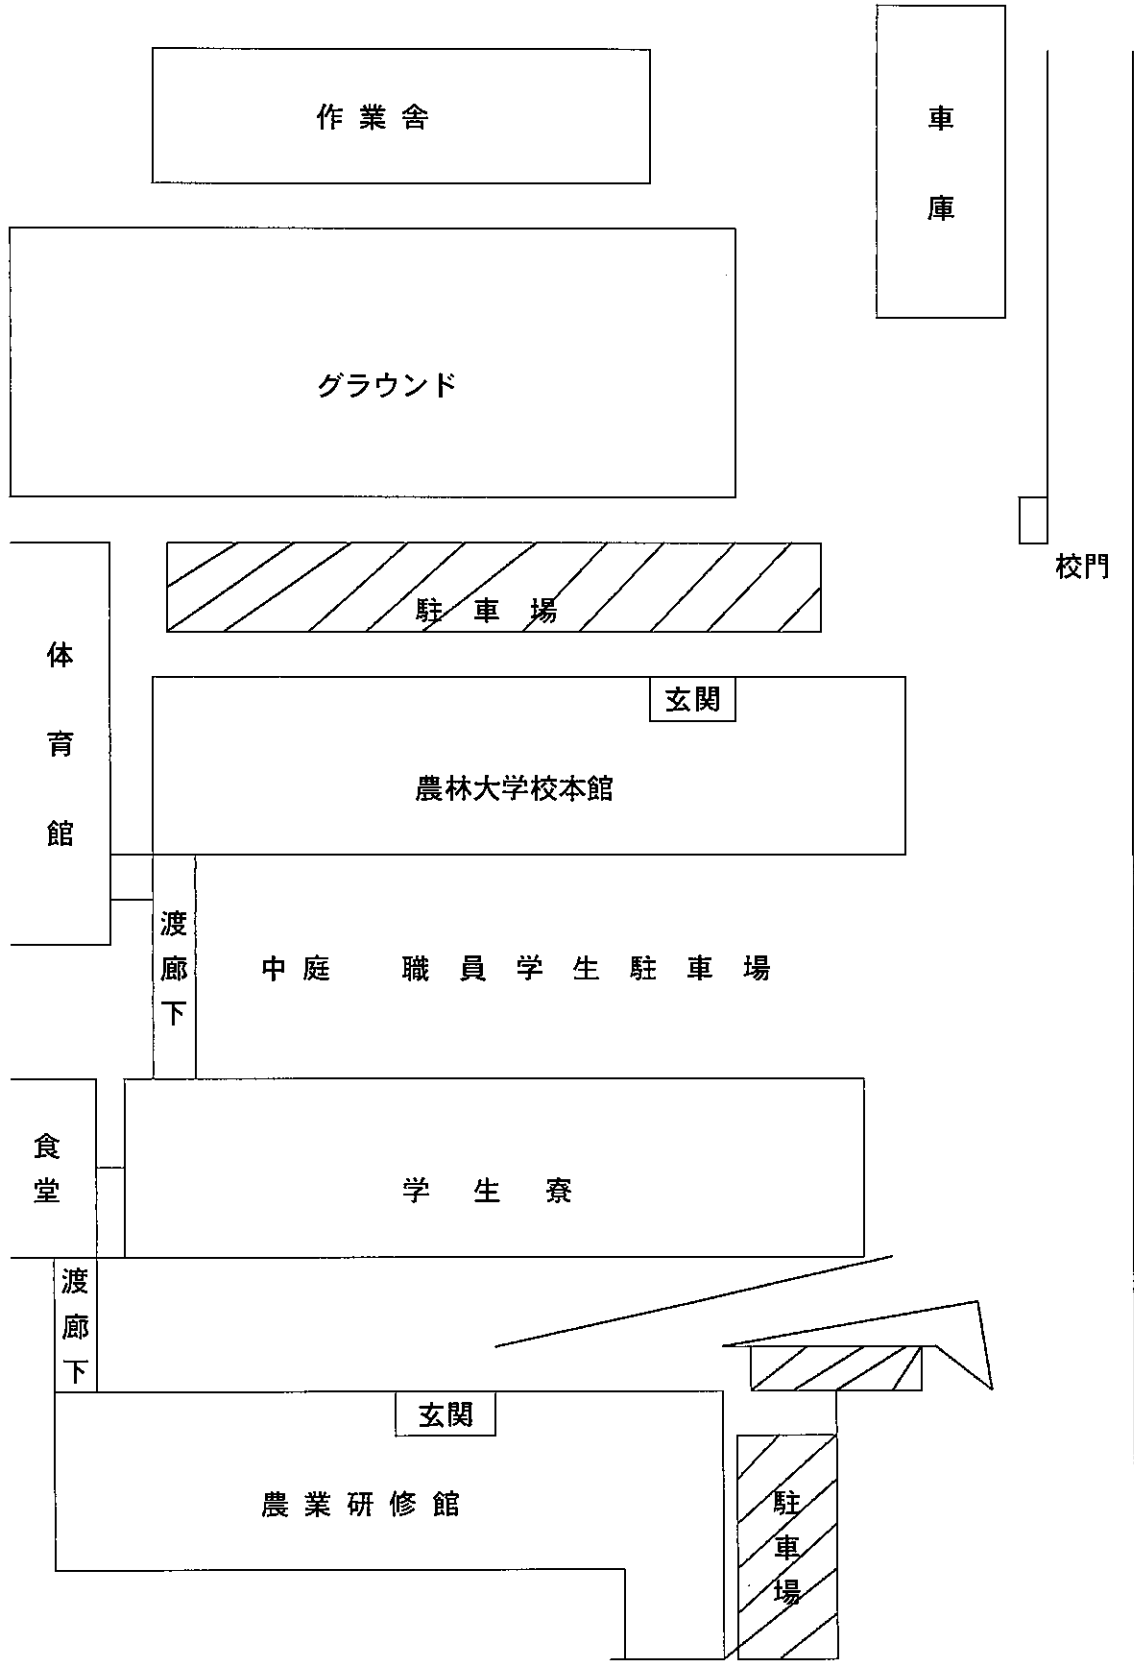 作業舎
車庫
グラウンド
校門
駐車場
体育館
玄関
農林大学校本館
渡廊下
中庭 職員学生駐車場
食堂
学生寮
渡廊下
玄関
農業研修館
駐車場